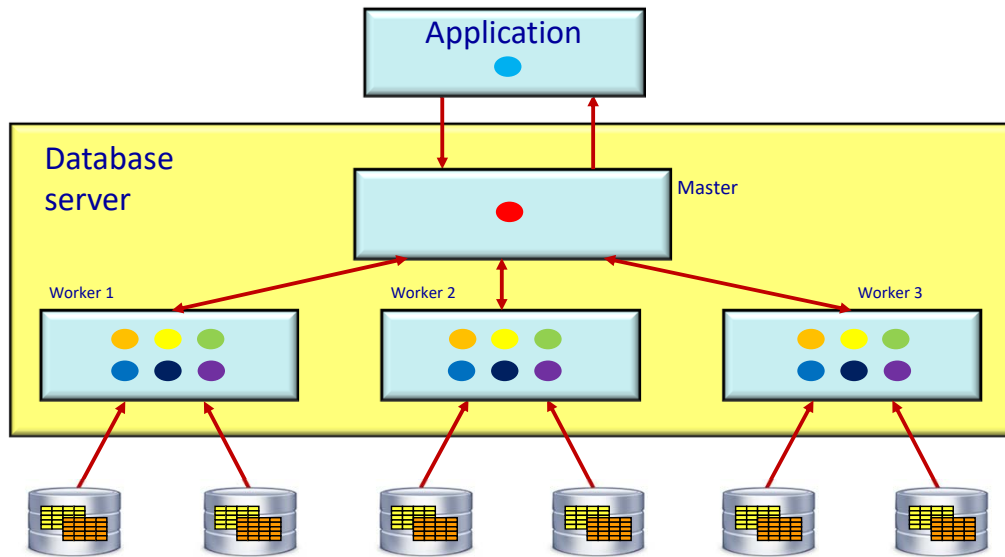 Application
Database
server
Master
Worker 1
Worker 2
Worker 3